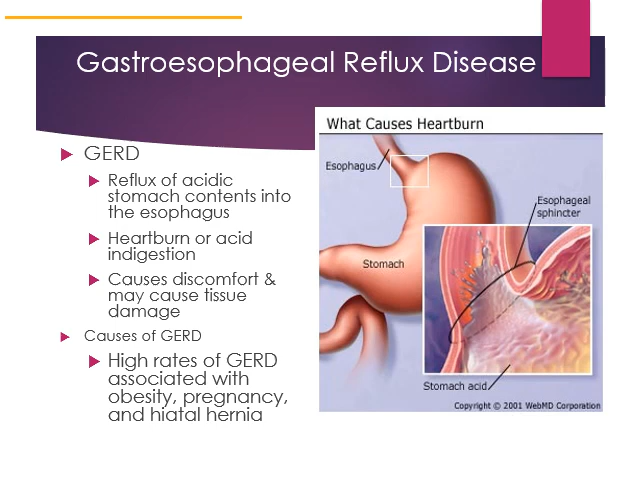 Gastroesophageal Reflux Disease
GERD
Reflux of acidic
stomach contents into
the esophagus
Heartburn or acid
indigestion
Causes discomfort &
may cause tissue
damage
Causes of GERD
High rates of GERD
associated with
obesity, pregnancy,
and hiatal hernia
What Causes Heartburn
Esophagus
Esophageal
sphincter
Stomach
Stomach acid
Copyright © 2001 WebMD Corporation